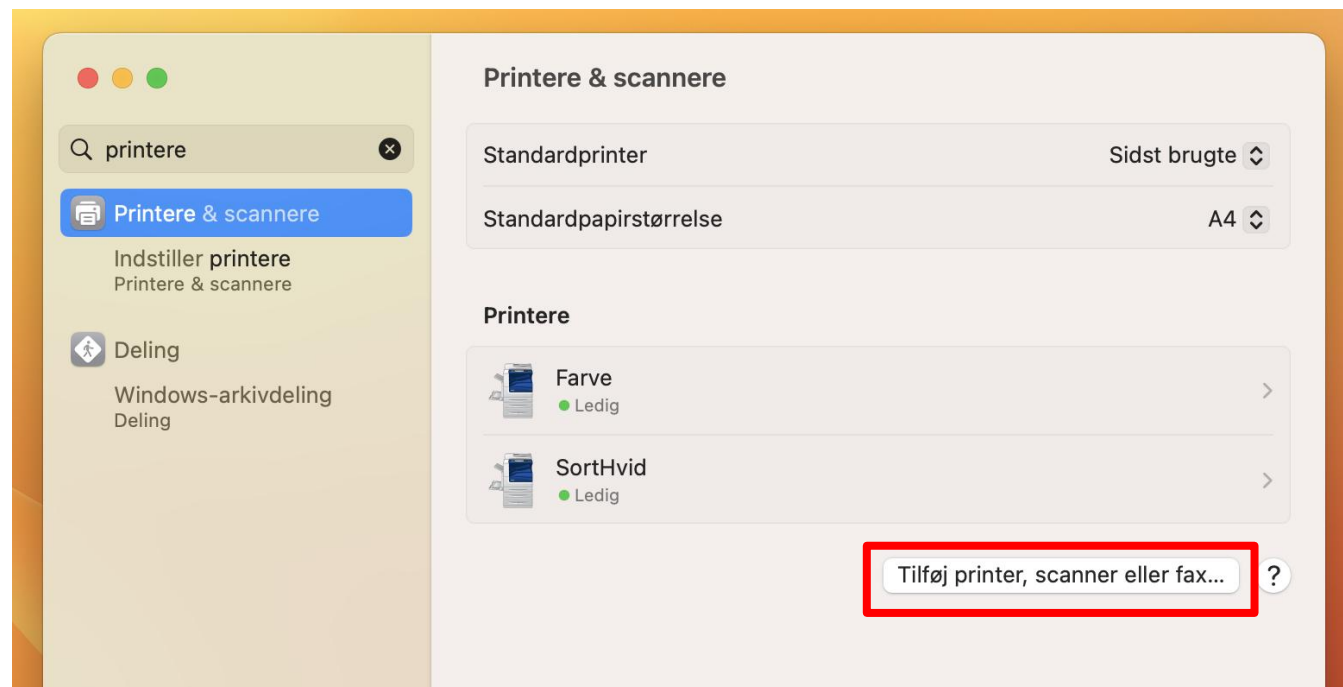 printere
Printere & scannere
Indstiller printere
Printere & scannere
Deling
Windows-arkivdeling
Deling
Printere & scannere
Standardprinter Sidst brugte
Standardpapirstørrelse A4
Printere
Farve
Ledig
SortHvid
Ledig
Tilføj printer, scanner eller fax... ?